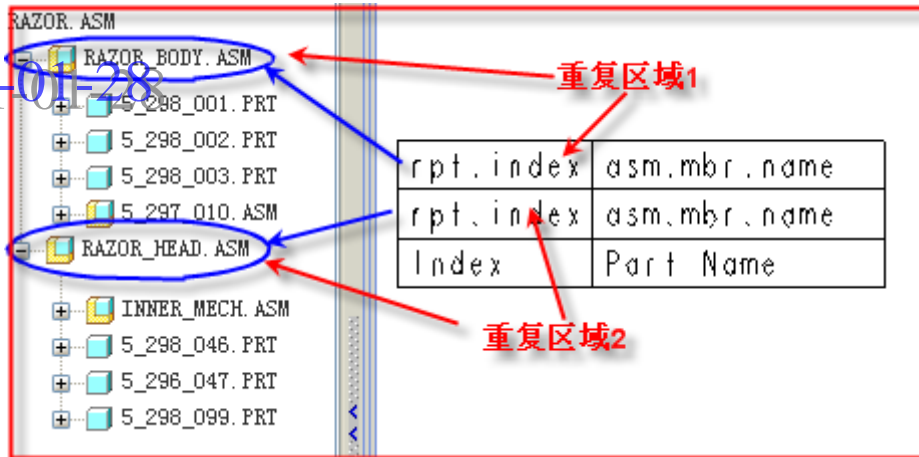 RAZOR.ASM
RAZOR_BODY.ASM
-01-28
5_298_001.PRT
5_298_002.PRT
5_298_003.PRT
5_297_010.ASM
RAZOR_HEAD.ASM
INNER_MECH.ASM
5_298_046.PRT
5_296_047.PRT
5_298_099.PRT
重复区域1
rpt.index asm.mbr.name
rpt.index asm.mbr.name
Index Part Name
重复区域2